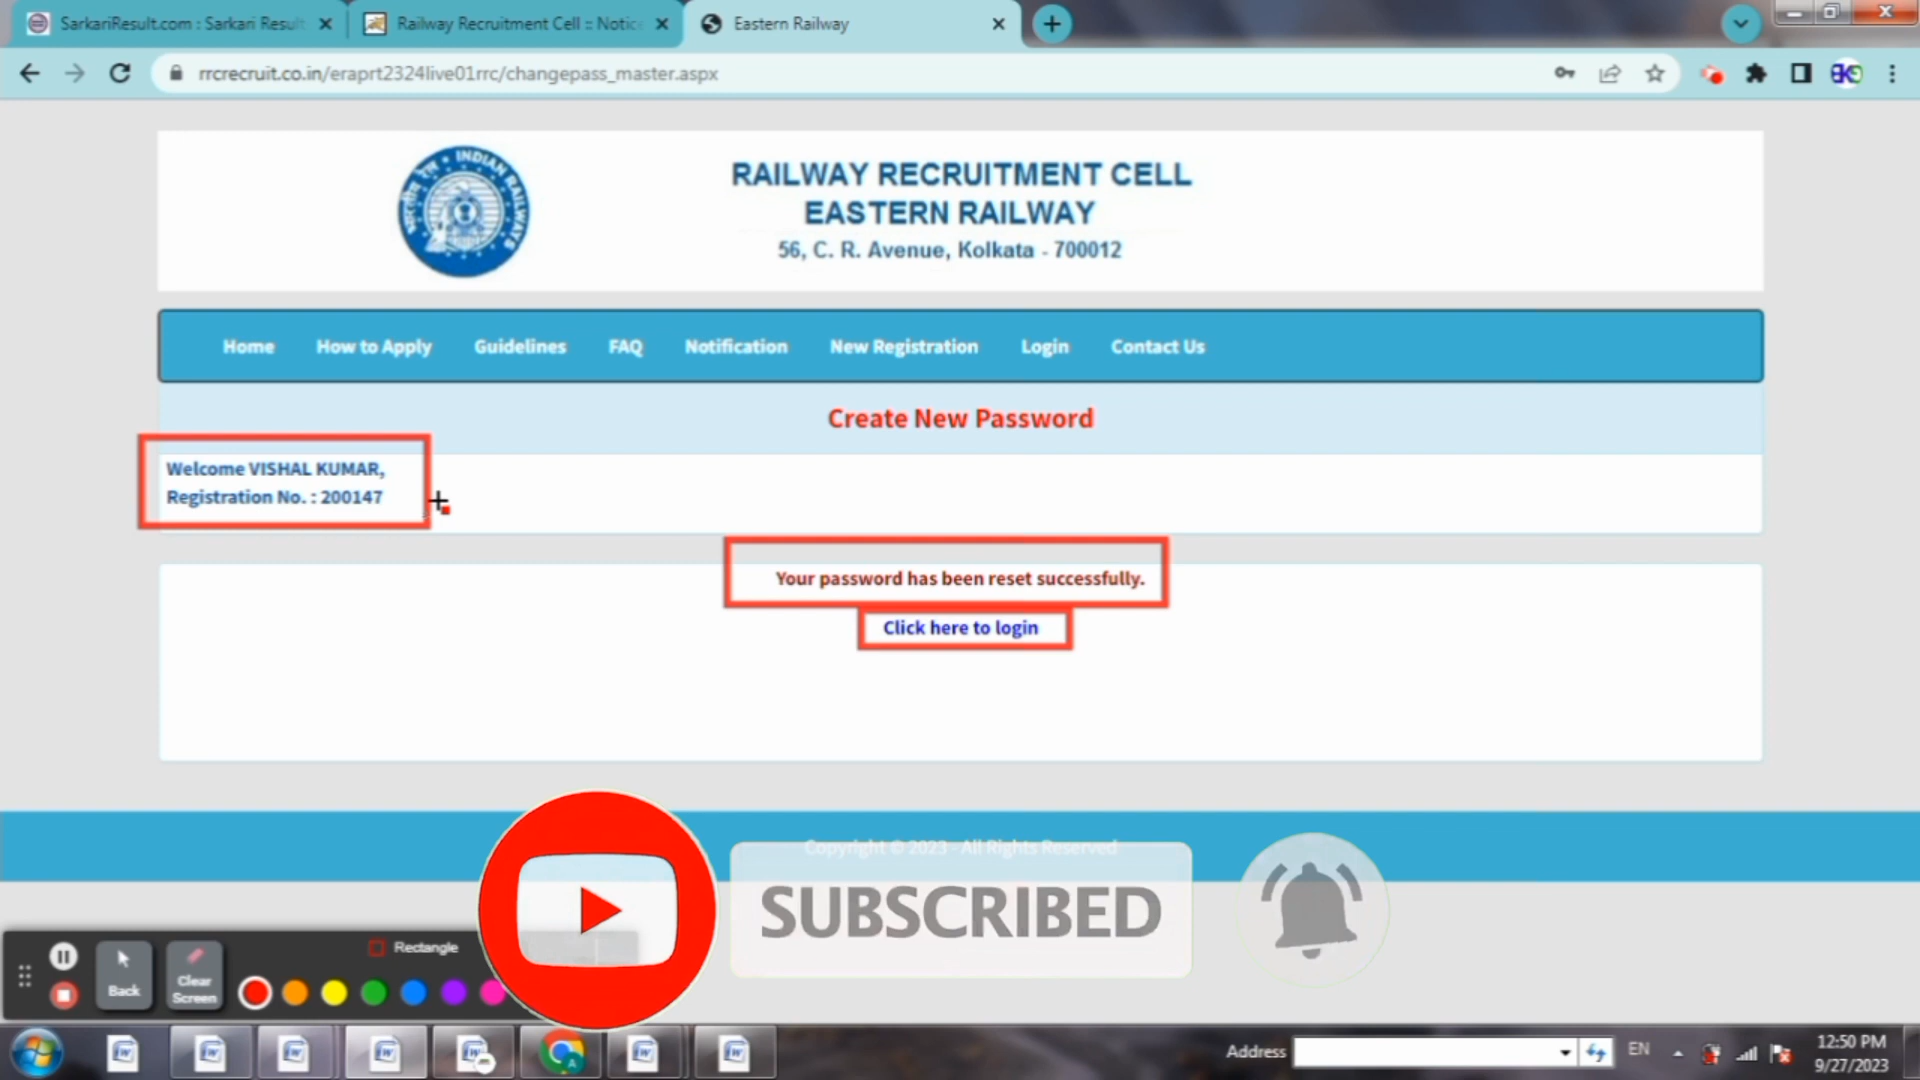 SarkariResult.com : Sarkari Result
Railway Recruitment Cell :: Notice
Eastern Railway
rrcrecruit.co.in/eraprt2324live01rrc/changepass_master.aspx
INDIAN RAILWAYS
भारतीय रेल
RAILWAY RECRUITMENT CELL
EASTERN RAILWAY
56, C. R. Avenue, Kolkata - 700012
Home How to Apply Guidelines FAQ Notification New Registration Login Contact Us
Create New Password
Welcome VISHAL KUMAR,
Registration No. : 200147
Your password has been reset successfully.
Click here to login
Copyright © 2023 - All Rights Reserved
SUBSCRIBED
Rectangle
Back
Clear
Screen
Address
EN
12:50 PM
9/27/2023